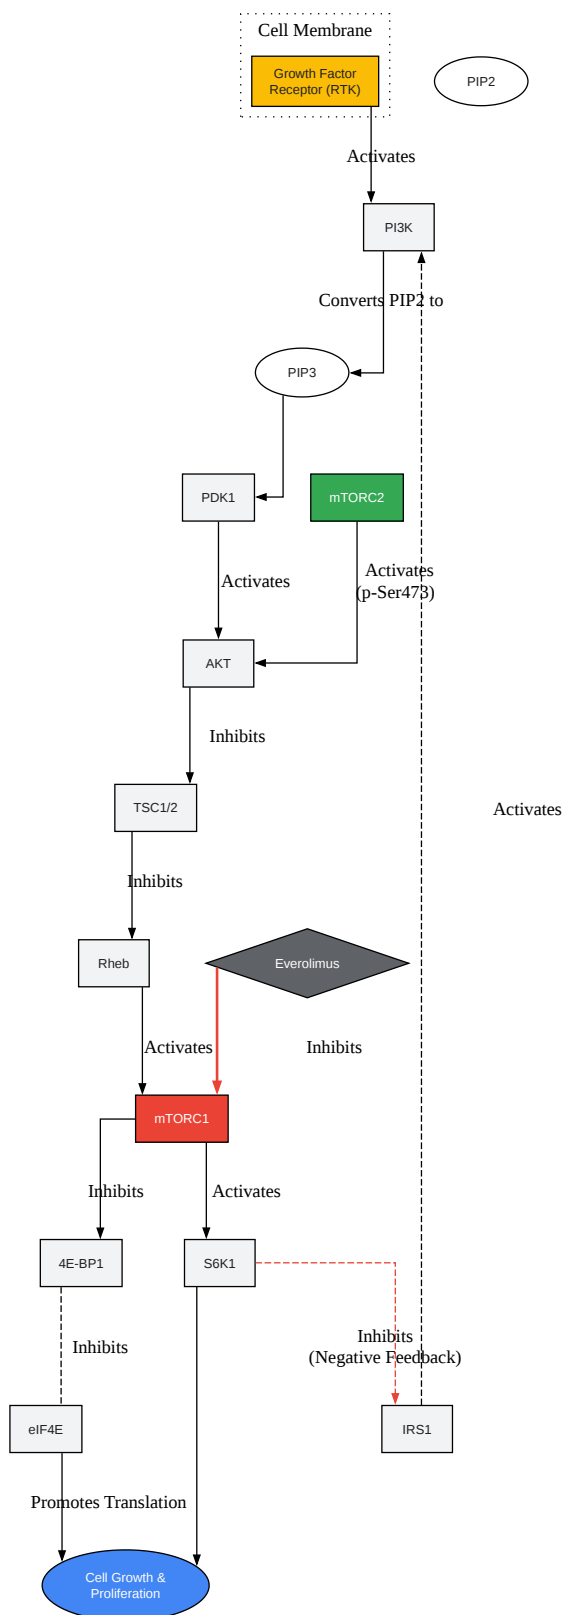 Cell Membrane
Growth Factor
Receptor (RTK)
PIP2
Activates
PI3K
Converts PIP2 to
PIP3
PDK1
mTORC2
Activates
Activates
(p-Ser473)
AKT
Inhibits
TSC1/2
Activates
Inhibits
Rheb
Everolimus
Activates
Inhibits
mTORC1
Inhibits
Activates
4E-BP1
S6K1
Inhibits
Inhibits
(Negative Feedback)
eIF4E
IRS1
Promotes Translation
Cell Growth &
Proliferation